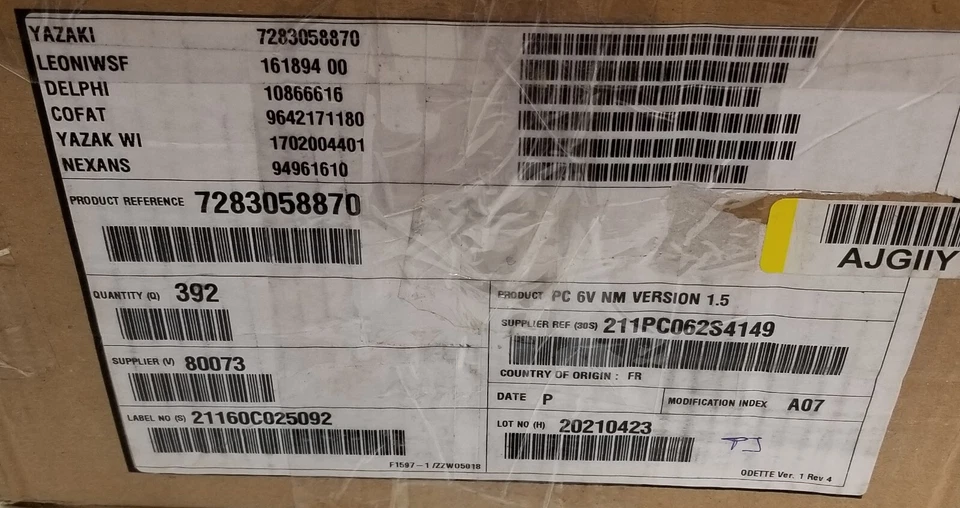 YAZAKI 7283058870
LEONIWSF 161894 00
DELPHI 10866616
COFAT 9642171180
YAZAK WI 1702004401
NEXANS 94961610
PRODUCT REFERENCE 7283058870
AJGIIY
QUANTITY (Q) 392
PRODUCT PC 6V NM VERSION 1.5
SUPPLIER REF (30S) 211PC062S4149
SUPPLIER (V) 80073
COUNTRY OF ORIGIN : FR
DATE P
MODIFICATION INDEX A07
LABEL NO (S) 21160C025092
LOT NO (H) 20210423
PJ
F1597-1 /ZZW05018
ODETTE Ver. 1 Rev 4